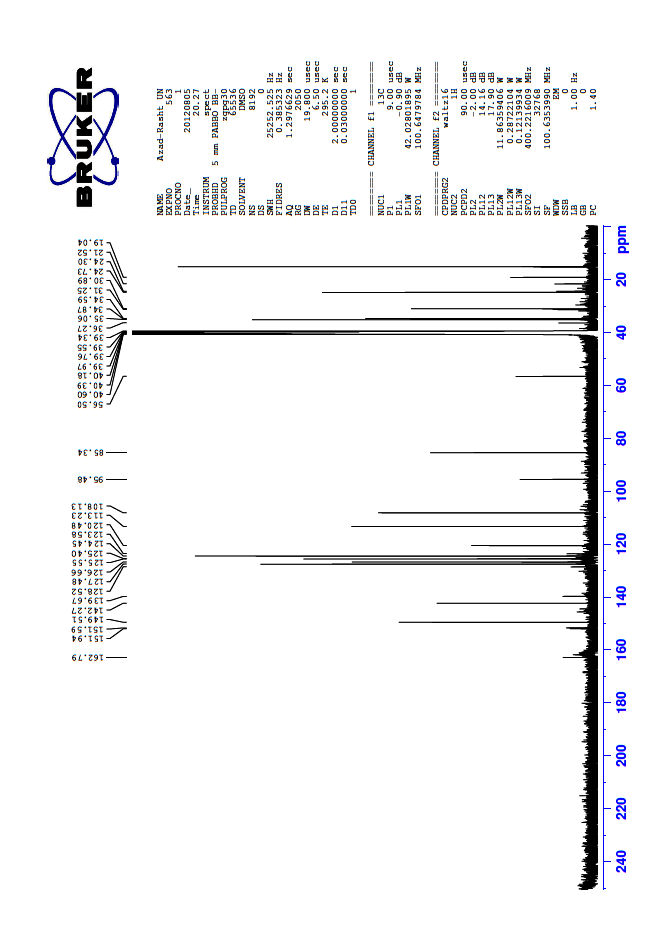 BRUKER
NAME Azad-Rasht UN
EXPNO 563
PROCNO 1
Date_ 20120805
Time 20.27
INSTRUM spect
PROBHD 5 mm PABBO BB-
PULPROG zgpg30
TD 65536
SOLVENT DMSO
NS 8192
DS 0
SWH 25252.525 Hz
FIDRES 0.385323 Hz
AQ 1.2976629 sec
RG 2050
DW 19.800 usec
DE 6.50 usec
TE 295.2 K
D1 2.00000000 sec
D11 0.03000000 sec
TD0 1
======== CHANNEL f1 ========
NUC1 13C
P1 9.00 usec
PL1 -0.90 dB
PL1W 42.02801895 W
SFO1 100.6479784 MHz
======== CHANNEL f2 ========
CPDPRG2 waltz16
NUC2 1H
PCPD2 90.00 usec
PL2 -2.00 dB
PL12 14.16 dB
PL13 17.90 dB
PL2W 11.86359406 W
PL12W 0.28722104 W
PL13W 0.12139934 W
SFO2 400.2216009 MHz
SI 32768
SF 100.6353990 MHz
WDW EM
SSB 0
LB 1.00 Hz
GB 0
PC 1.40
19.04
21.52
24.30
24.73
30.89
31.25
34.59
34.87
35.06
36.27
39.34
39.55
39.76
39.97
40.18
40.39
40.60
56.50
85.34
95.48
108.13
113.23
120.48
123.58
124.45
125.40
125.55
126.66
127.48
128.52
139.67
142.27
149.51
151.59
151.94
162.79
ppm
20
40
60
80
100
120
140
160
180
200
220
240